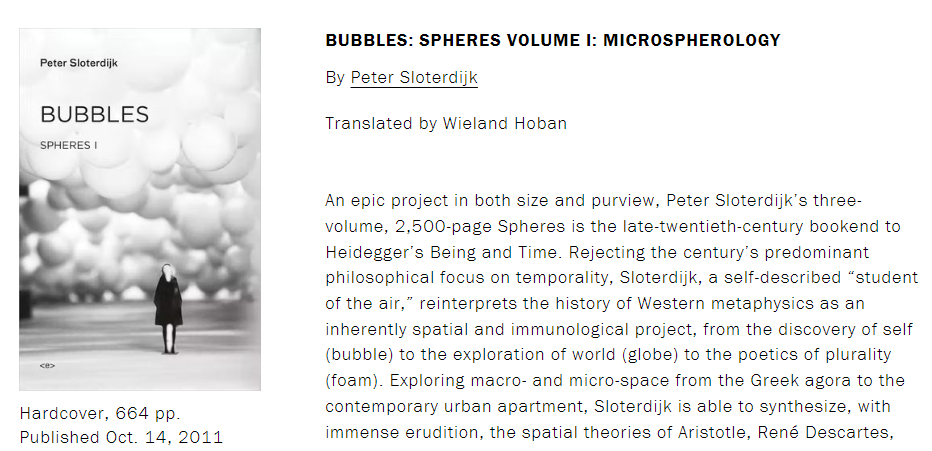 Peter Sloterdijk
BUBBLES
SPHERES I
<e>
Hardcover, 664 pp.
Published Oct. 14, 2011
BUBBLES: SPHERES VOLUME I: MICROSPHEROLOGY
By Peter Sloterdijk
Translated by Wieland Hoban
An epic project in both size and purview, Peter Sloterdijk’s three-
volume, 2,500-page Spheres is the late-twentieth-century bookend to
Heidegger’s Being and Time. Rejecting the century’s predominant
philosophical focus on temporality, Sloterdijk, a self-described “student
of the air,” reinterprets the history of Western metaphysics as an
inherently spatial and immunological project, from the discovery of self
(bubble) to the exploration of world (globe) to the poetics of plurality
(foam). Exploring macro- and micro-space from the Greek agora to the
contemporary urban apartment, Sloterdijk is able to synthesize, with
immense erudition, the spatial theories of Aristotle, René Descartes,